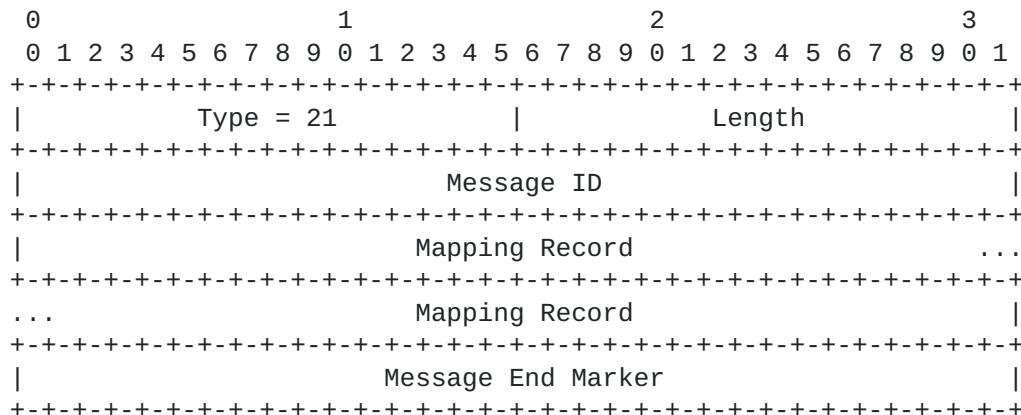 0                   1                   2                   3
 0 1 2 3 4 5 6 7 8 9 0 1 2 3 4 5 6 7 8 9 0 1 2 3 4 5 6 7 8 9 0 1
+-+-+-+-+-+-+-+-+-+-+-+-+-+-+-+-+-+-+-+-+-+-+-+-+-+-+-+-+-+-+-+-+
|           Type = 21           |            Length             |
+-+-+-+-+-+-+-+-+-+-+-+-+-+-+-+-+-+-+-+-+-+-+-+-+-+-+-+-+-+-+-+-+
|                           Message ID                          |
+-+-+-+-+-+-+-+-+-+-+-+-+-+-+-+-+-+-+-+-+-+-+-+-+-+-+-+-+-+-+-+-+
|                         Mapping Record                      ...
+-+-+-+-+-+-+-+-+-+-+-+-+-+-+-+-+-+-+-+-+-+-+-+-+-+-+-+-+-+-+-+-+
...                       Mapping Record                        |
+-+-+-+-+-+-+-+-+-+-+-+-+-+-+-+-+-+-+-+-+-+-+-+-+-+-+-+-+-+-+-+-+
|                       Message End Marker                      |
+-+-+-+-+-+-+-+-+-+-+-+-+-+-+-+-+-+-+-+-+-+-+-+-+-+-+-+-+-+-+-+-+